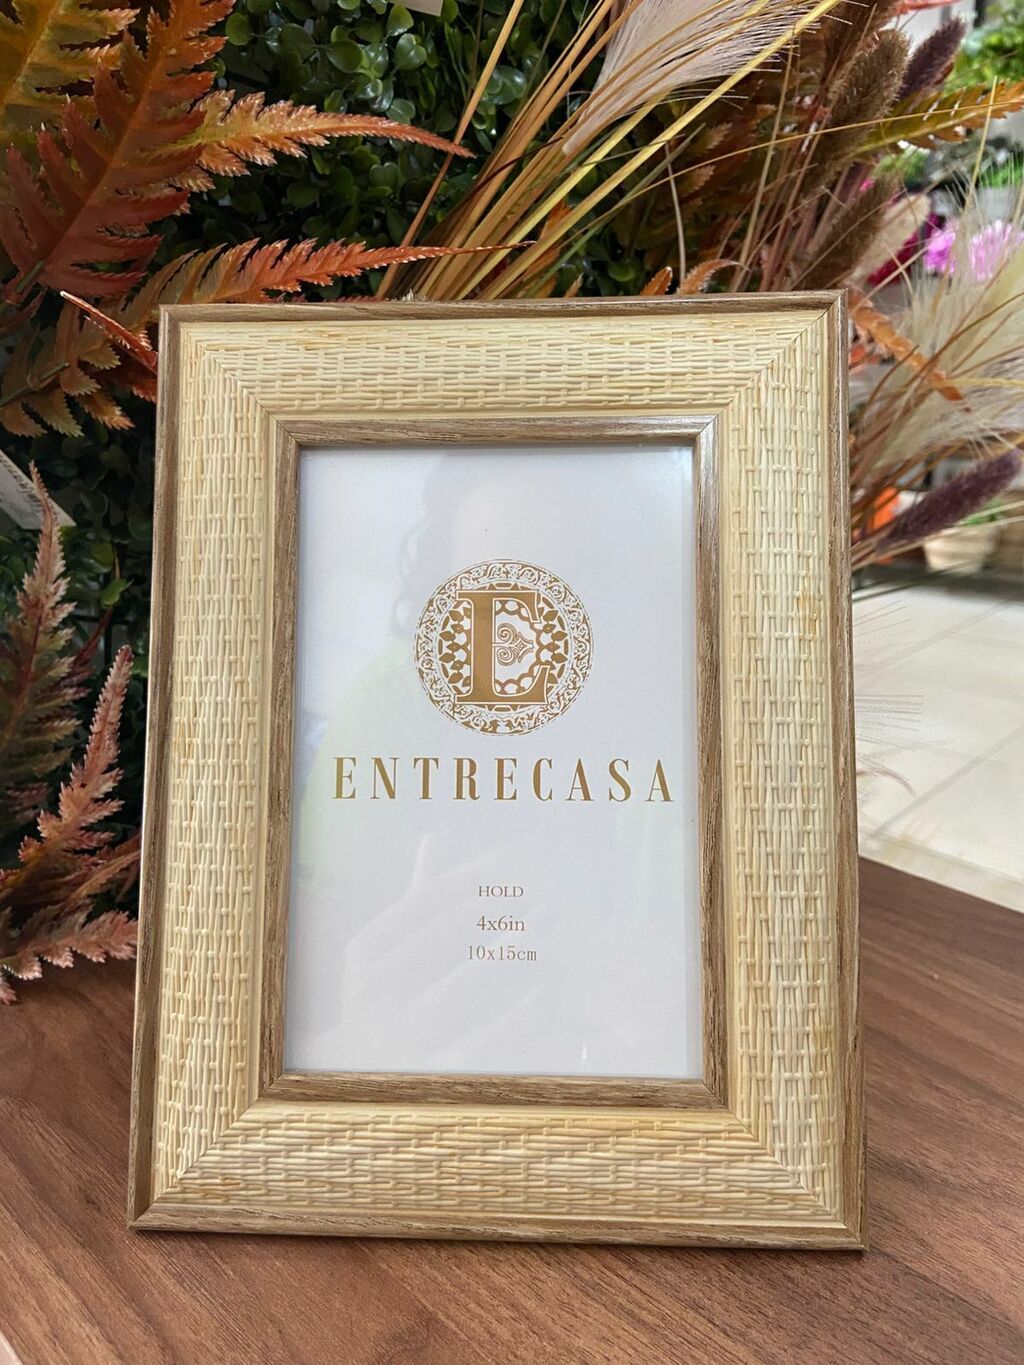 E
ENTRECASA
HOLD
4x6in
10x15cm